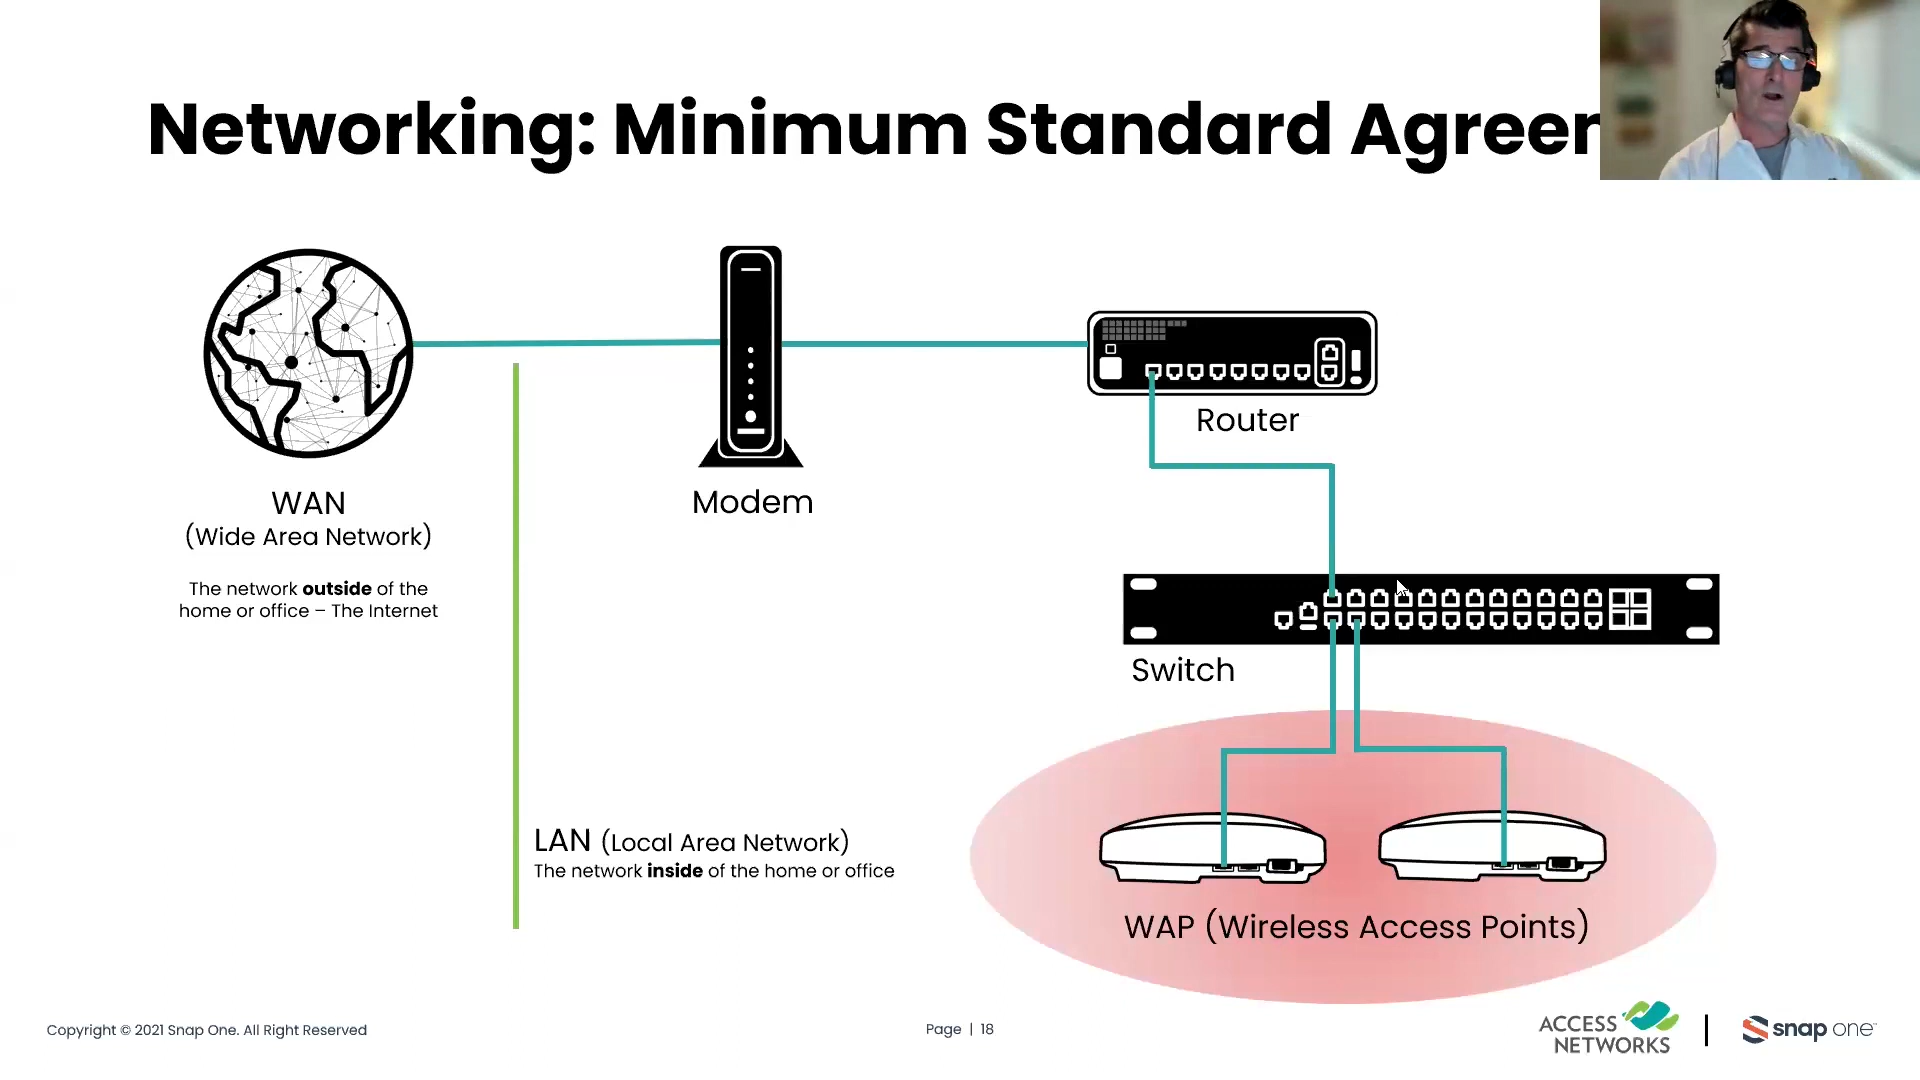 Networking: Minimum Standard Agreer
Router
WAN
(Wide Area Network)
Modem
The network outside of the
home or office – The Internet
Switch
LAN (Local Area Network)
The network inside of the home or office
WAP (Wireless Access Points)
Copyright © 2021 Snap One. All Right Reserved
Page | 18
ACCESS
NETWORKS
snap one™